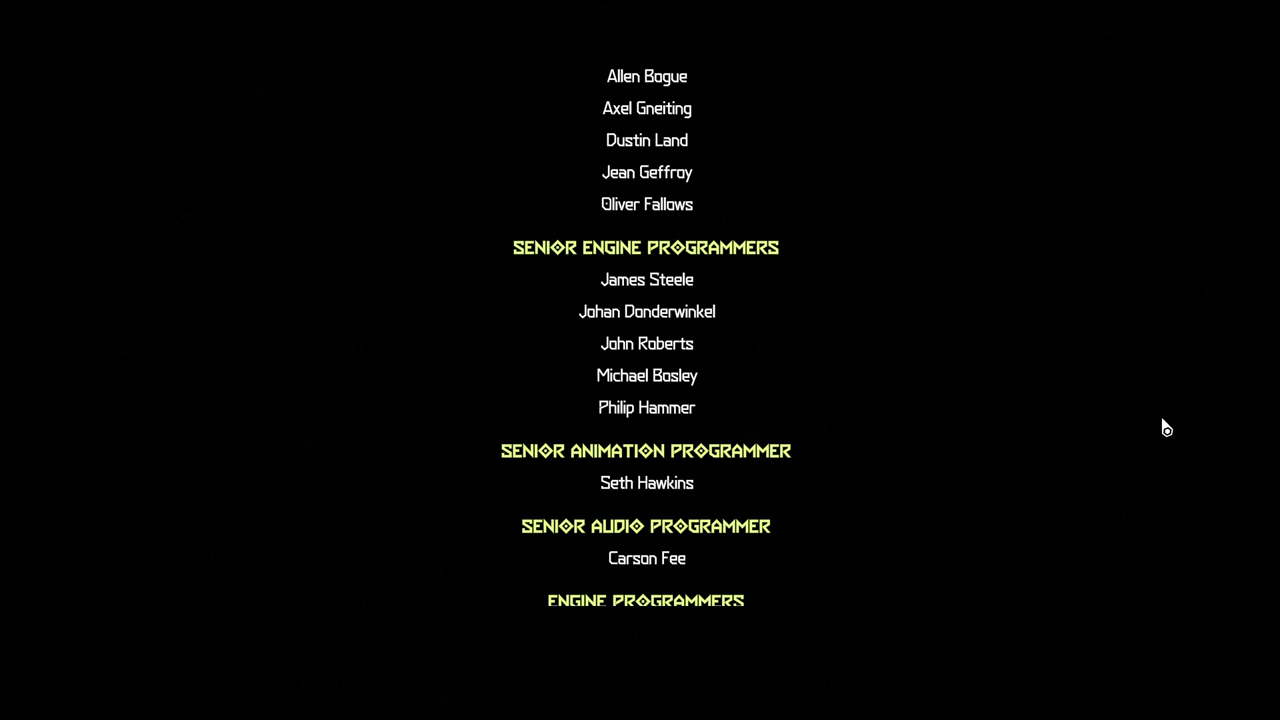 Allen Bogue
Axel Gneiting
Dustin Land
Jean Geffroy
Oliver Fallows
SENIOR ENGINE PROGRAMMERS
James Steele
Johan Donderwinkel
John Roberts
Michael Bosley
Philip Hammer
SENIOR ANIMATION PROGRAMMER
Seth Hawkins
SENIOR AUDIO PROGRAMMER
Carson Fee
ENGINE PROGRAMMERS